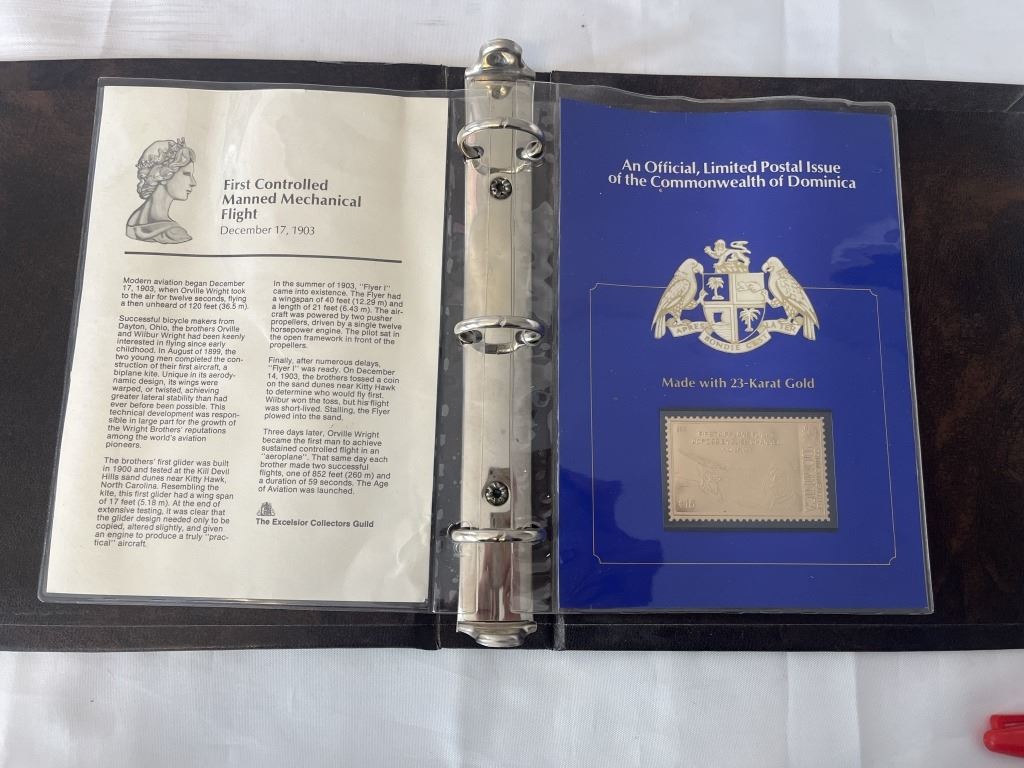 First Controlled
Manned Mechanical
Flight
December 17, 1903
Modern aviation began December
17, 1903, when Orville Wright took
to the air for twelve seconds, flying
a then unheard of 120 feet (36.5 m).
Successful bicycle makers from
Dayton, Ohio, the brothers Orville
and Wilbur Wright had been keenly
interested in flying since early
childhood. In August of 1899, the
two young men completed the con-
struction of their first aircraft, a
biplane kite. Unique in its aerody-
namic design, its wings were
warped, or twisted, achieving
greater lateral stability than had
ever before been possible. This
technical development was respon-
sible in large part for the growth of
the Wright Brothers' reputations
among the world's aviation
pioneers.
The brothers' first glider was built
in 1900 and tested at the Kill Devil
Hills sand dunes near Kitty Hawk,
North Carolina. Resembling the
kite, this first glider had a wing span
of 17 feet (5.18 m). At the end of
extensive testing, it was clear that
the glider design needed only to be
copied, altered slightly, and given
an engine to produce a truly "prac-
tical" aircraft.
In the summer of 1903, "Flyer I"
came into existence. The Flyer had
a wingspan of 40 feet (12.29 m) and
a length of 21 feet (6.43 m). The air-
craft was powered by two pusher
propellers, driven by a single twelve
horsepower engine. The pilot sat in
the open framework in front of the
propellers.
Finally, after numerous delays,
"Flyer I" was ready. On December
14, 1903, the brothers tossed a coin
on the sand dunes near Kitty Hawk
to determine who would fly first.
Wilbur won the toss, but his flight
was short-lived. Stalling, the Flyer
plowed into the sand.
Three days later, Orville Wright
became the first man to achieve
sustained controlled flight in an
"aeroplane". That same day each
brother made two successful
flights, one of 852 feet (260 m) and
a duration of 59 seconds. The Age
of Aviation was launched.
The Excelsior Collectors Guild
An Official, Limited Postal Issue
of the Commonwealth of Dominica
APRES BONDIE C'EST LA TER
Made with 23-Karat Gold